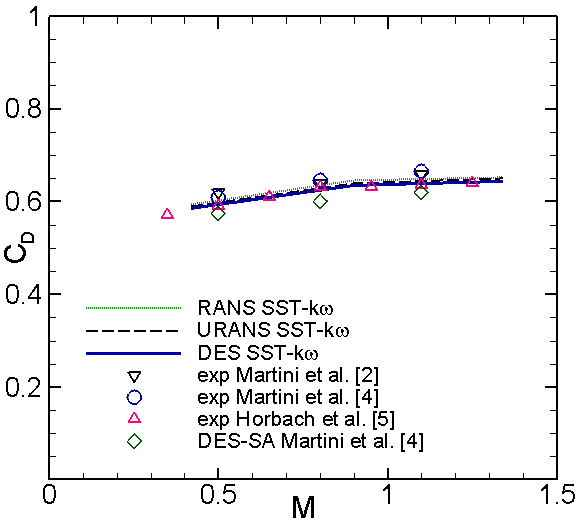 1
0.8
0.6
C_D
0.4
0.2
RANS SST-kω
URANS SST-kω
DES SST-kω
exp Martini et al. [2]
exp Martini et al. [4]
exp Horbach et al. [5]
DES-SA Martini et al. [4]
0 0.5 1 1.5
M